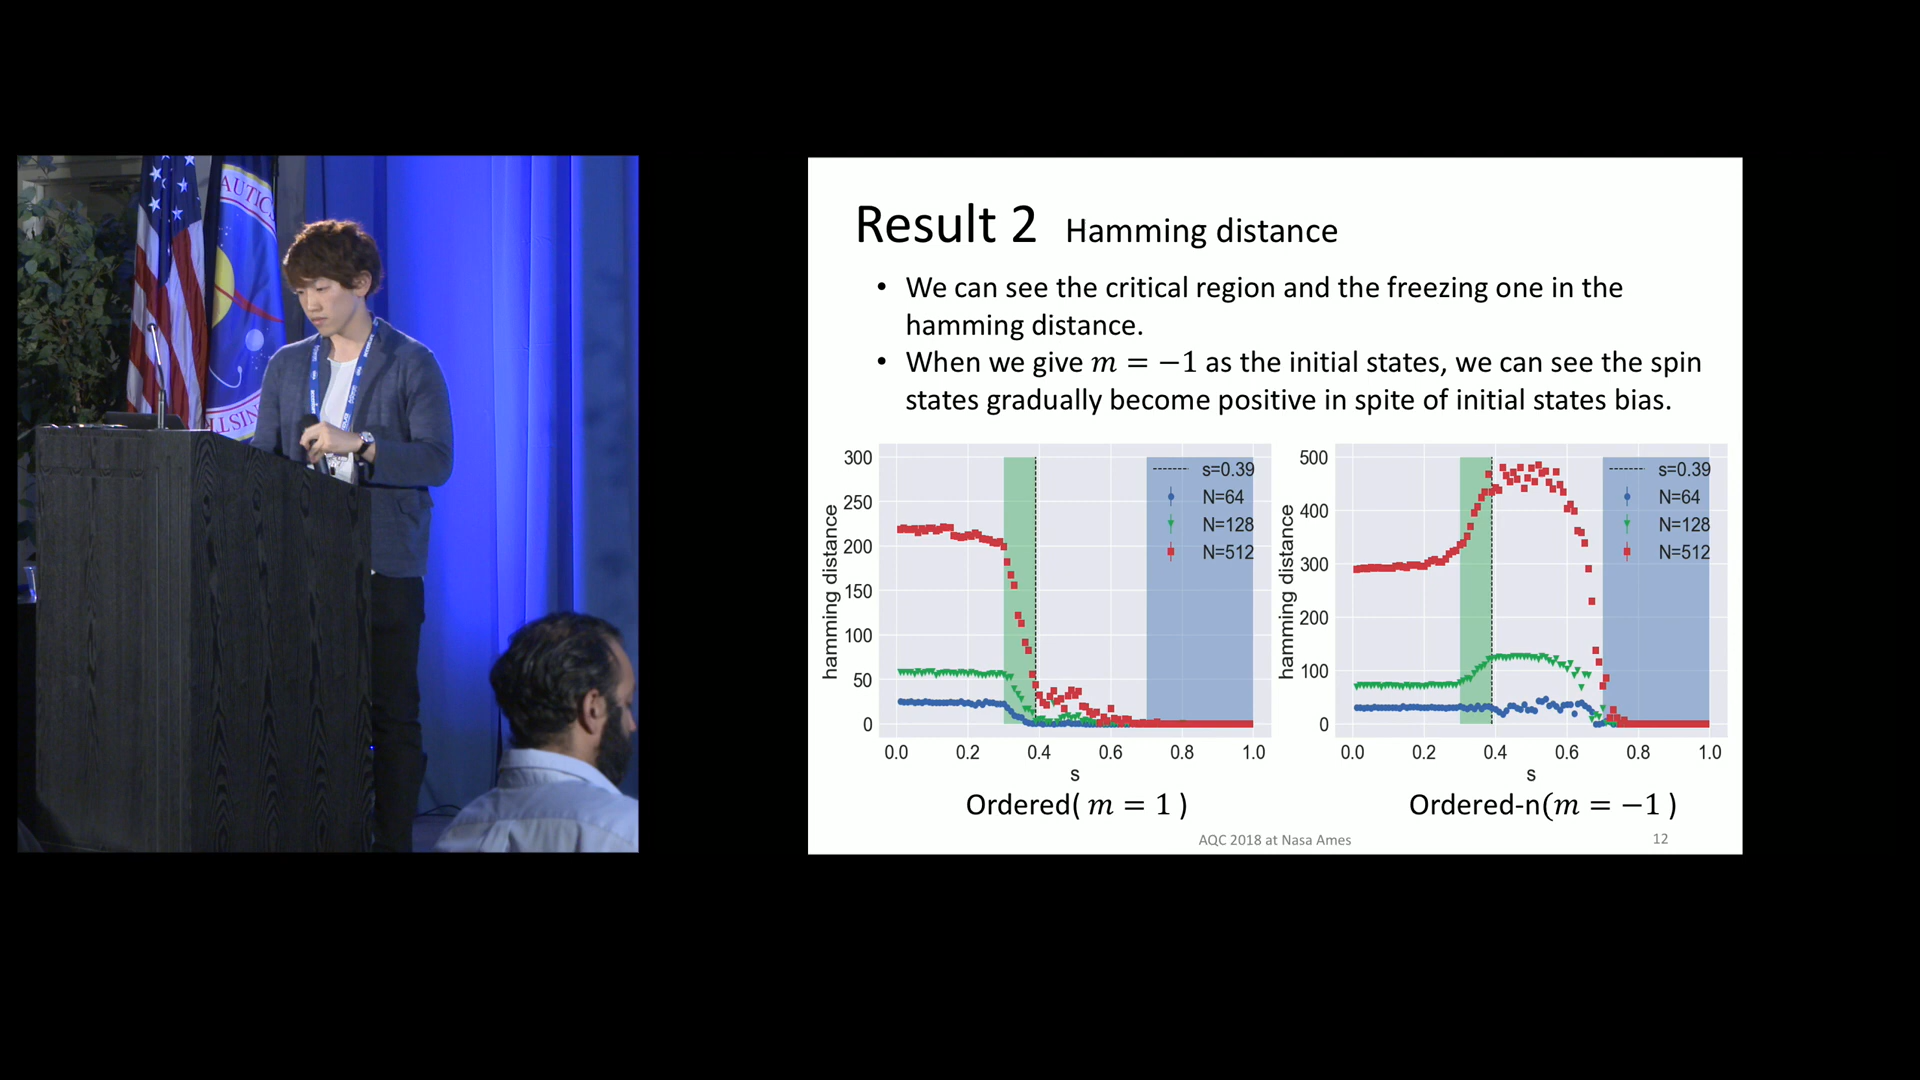 AUTICS
LLSINIST
Result 2 Hamming distance
• We can see the critical region and the freezing one in the
hamming distance.
• When we give m = −1 as the initial states, we can see the spin
states gradually become positive in spite of initial states bias.
300
250
200
150
100
50
0
hamming distance
0.0 0.2 0.4 0.6 0.8 1.0
s
s=0.39
N=64
N=128
N=512
Ordered( m = 1 )
500
400
300
200
100
0
hamming distance
0.0 0.2 0.4 0.6 0.8 1.0
s
s=0.39
N=64
N=128
N=512
Ordered-n(m = −1 )
AQC 2018 at Nasa Ames
12